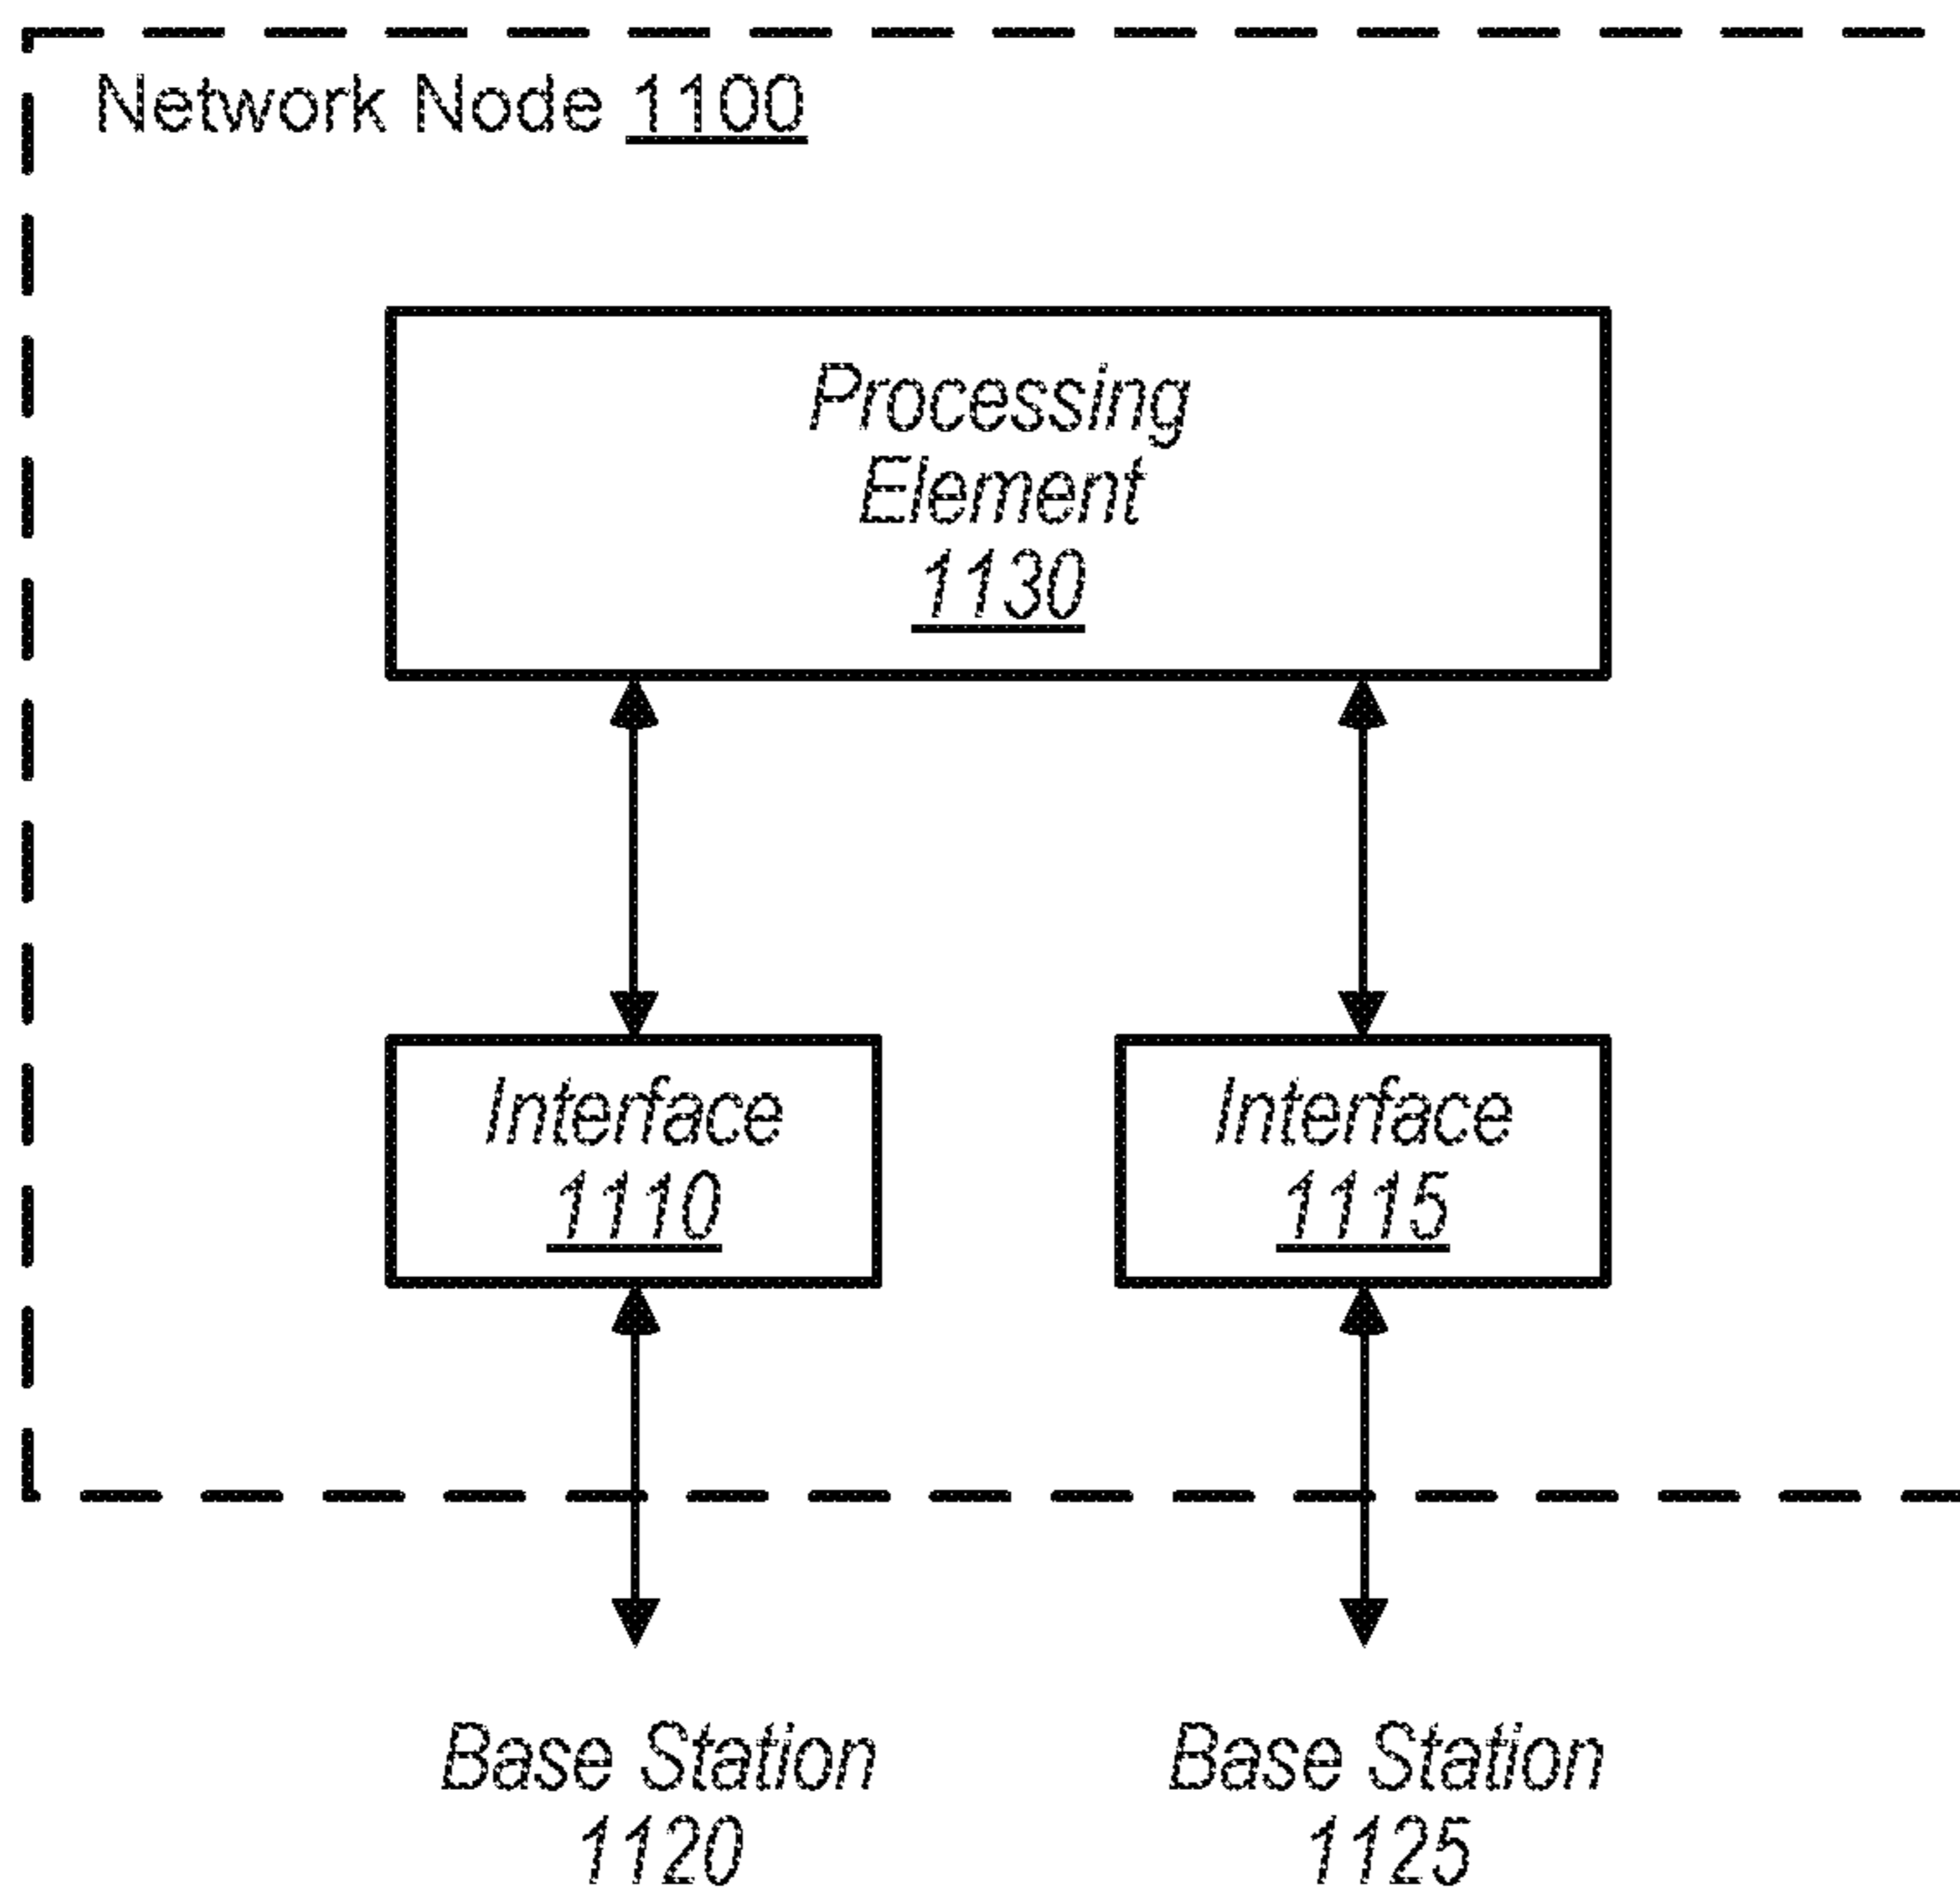 Network Node 1100
Processing
Element
1130
Interface
1110
Interface
1115
Base Station
1120
Base Station
1125